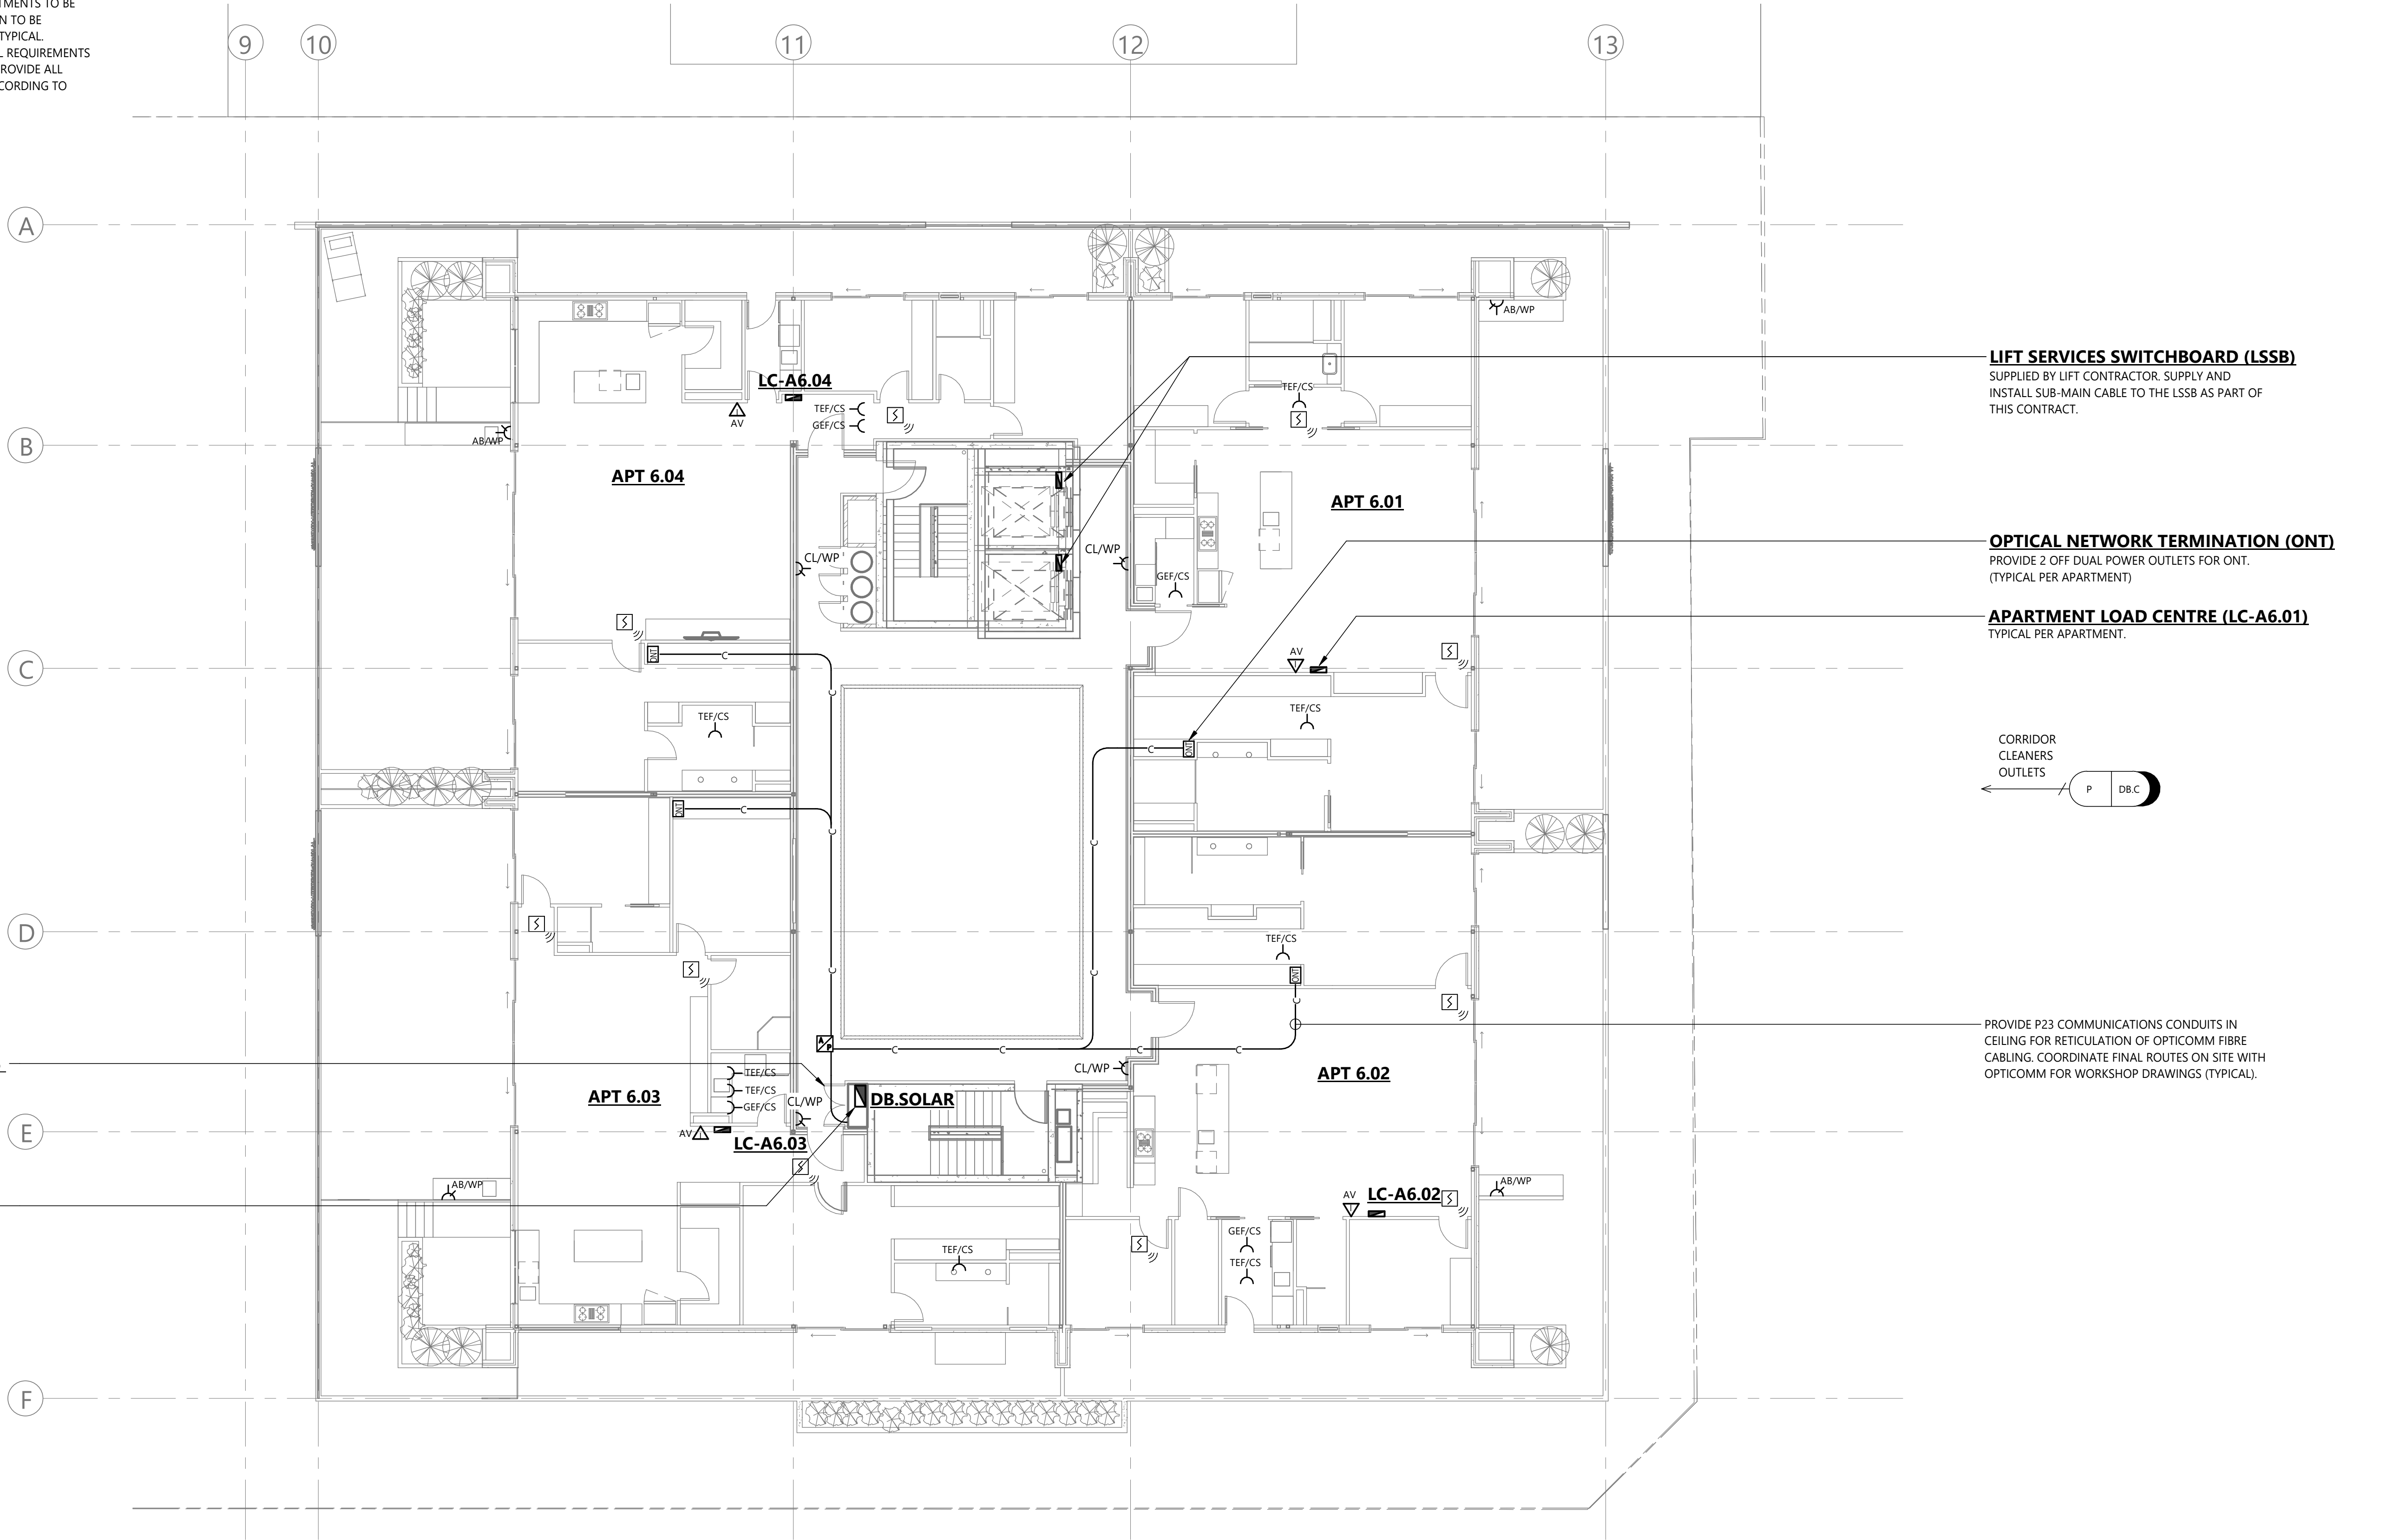 TMENTS TO BE
N TO BE
TYPICAL.
L REQUIREMENTS
ROVIDE ALL
CORDING TO
9
10
11
12
13
A
B
C
D
E
F
AB/WP
LC-A6.04
AV
TEF/CS
GEF/CS
TEF/CS
AB/WP
APT 6.04
APT 6.01
CL/WP
CL/WP
GEF/CS
LIFT SERVICES SWITCHBOARD (LSSB)
SUPPLIED BY LIFT CONTRACTOR. SUPPLY AND
INSTALL SUB-MAIN CABLE TO THE LSSB AS PART OF
THIS CONTRACT.
OPTICAL NETWORK TERMINATION (ONT)
PROVIDE 2 OFF DUAL POWER OUTLETS FOR ONT.
(TYPICAL PER APARTMENT)
APARTMENT LOAD CENTRE (LC-A6.01)
TYPICAL PER APARTMENT.
ONT
C
C
AV
TEF/CS
TEF/CS
C
ONT
CORRIDOR
CLEANERS
OUTLETS
P
DB.C
ONT
C
C
C
C
C
TEF/CS
ONT
C
A/P
C
C
C
C
PROVIDE P23 COMMUNICATIONS CONDUITS IN
CEILING FOR RETICULATION OF OPTICOMM FIBRE
CABLING. COORDINATE FINAL ROUTES ON SITE WITH
OPTICOMM FOR WORKSHOP DRAWINGS (TYPICAL).
CL/WP
APT 6.02
TEF/CS
TEF/CS
GEF/CS
APT 6.03
CL/WP
DB.SOLAR
AV
LC-A6.03
AB/WP
AV
LC-A6.02
AB/WP
TEF/CS
GEF/CS
TEF/CS